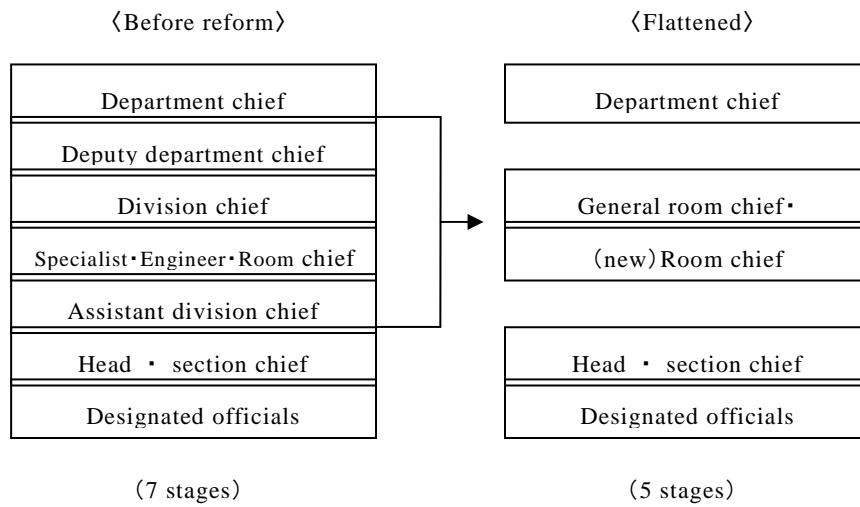 〈Before reform〉
Department chief
Deputy department chief
Division chief
Specialist・Engineer・Room chief
Assistant division chief
Head ・ section chief
Designated officials
(7 stages)
〈Flattened〉
Department chief
General room chief・
(new)Room chief
Head ・ section chief
Designated officials
(5 stages)